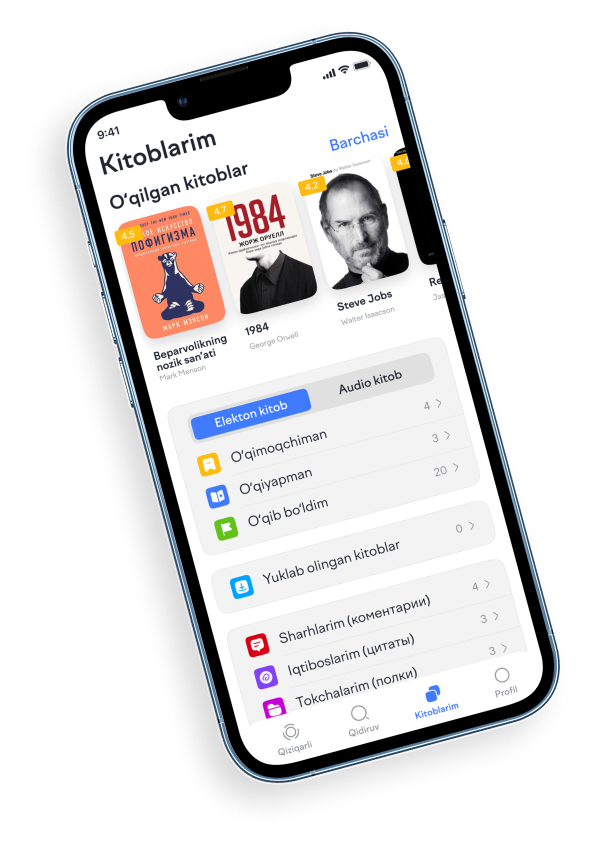 9:41
Kitoblarim
O‘qilgan kitoblar
Barchasi
4.5
КОЕ ИСКУССТВО
ПОФИГИЗМА
МАРК МЭНСОН
4.7
1984
ЖОРЖ ОРУЕЛЛ
4.2
Steve Jobs by Walter Isaacson
4.6
Beparvolikning
nozik san'ati
Mark Menson
1984
George Orwell
Steve Jobs
Walter Isaacson
Re
Elekton kitob
Audio kitob
O‘qimoqchiman
4
O‘qiyapman
3
O‘qib bo‘ldim
20
Yuklab olingan kitoblar
0
Sharhlarim (коментарии)
4
Iqtiboslarim (цитаты)
3
Tokchalarim (полки)
3
Qiziqarli
Qidiruv
Kitoblarim
Profil